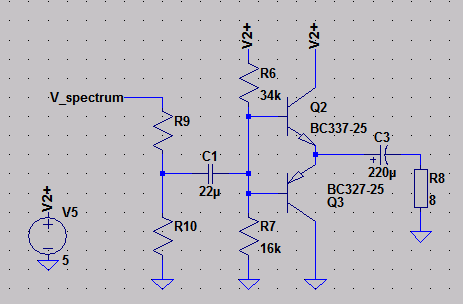 V2+
V2+
R6
34k
V_spectrum
R9
Q2
BC337-25
C1
22µ
C3
+
220µ
R8
8
BC327-25
Q3
V2+
V5
+
−
5
R10
R7
16k